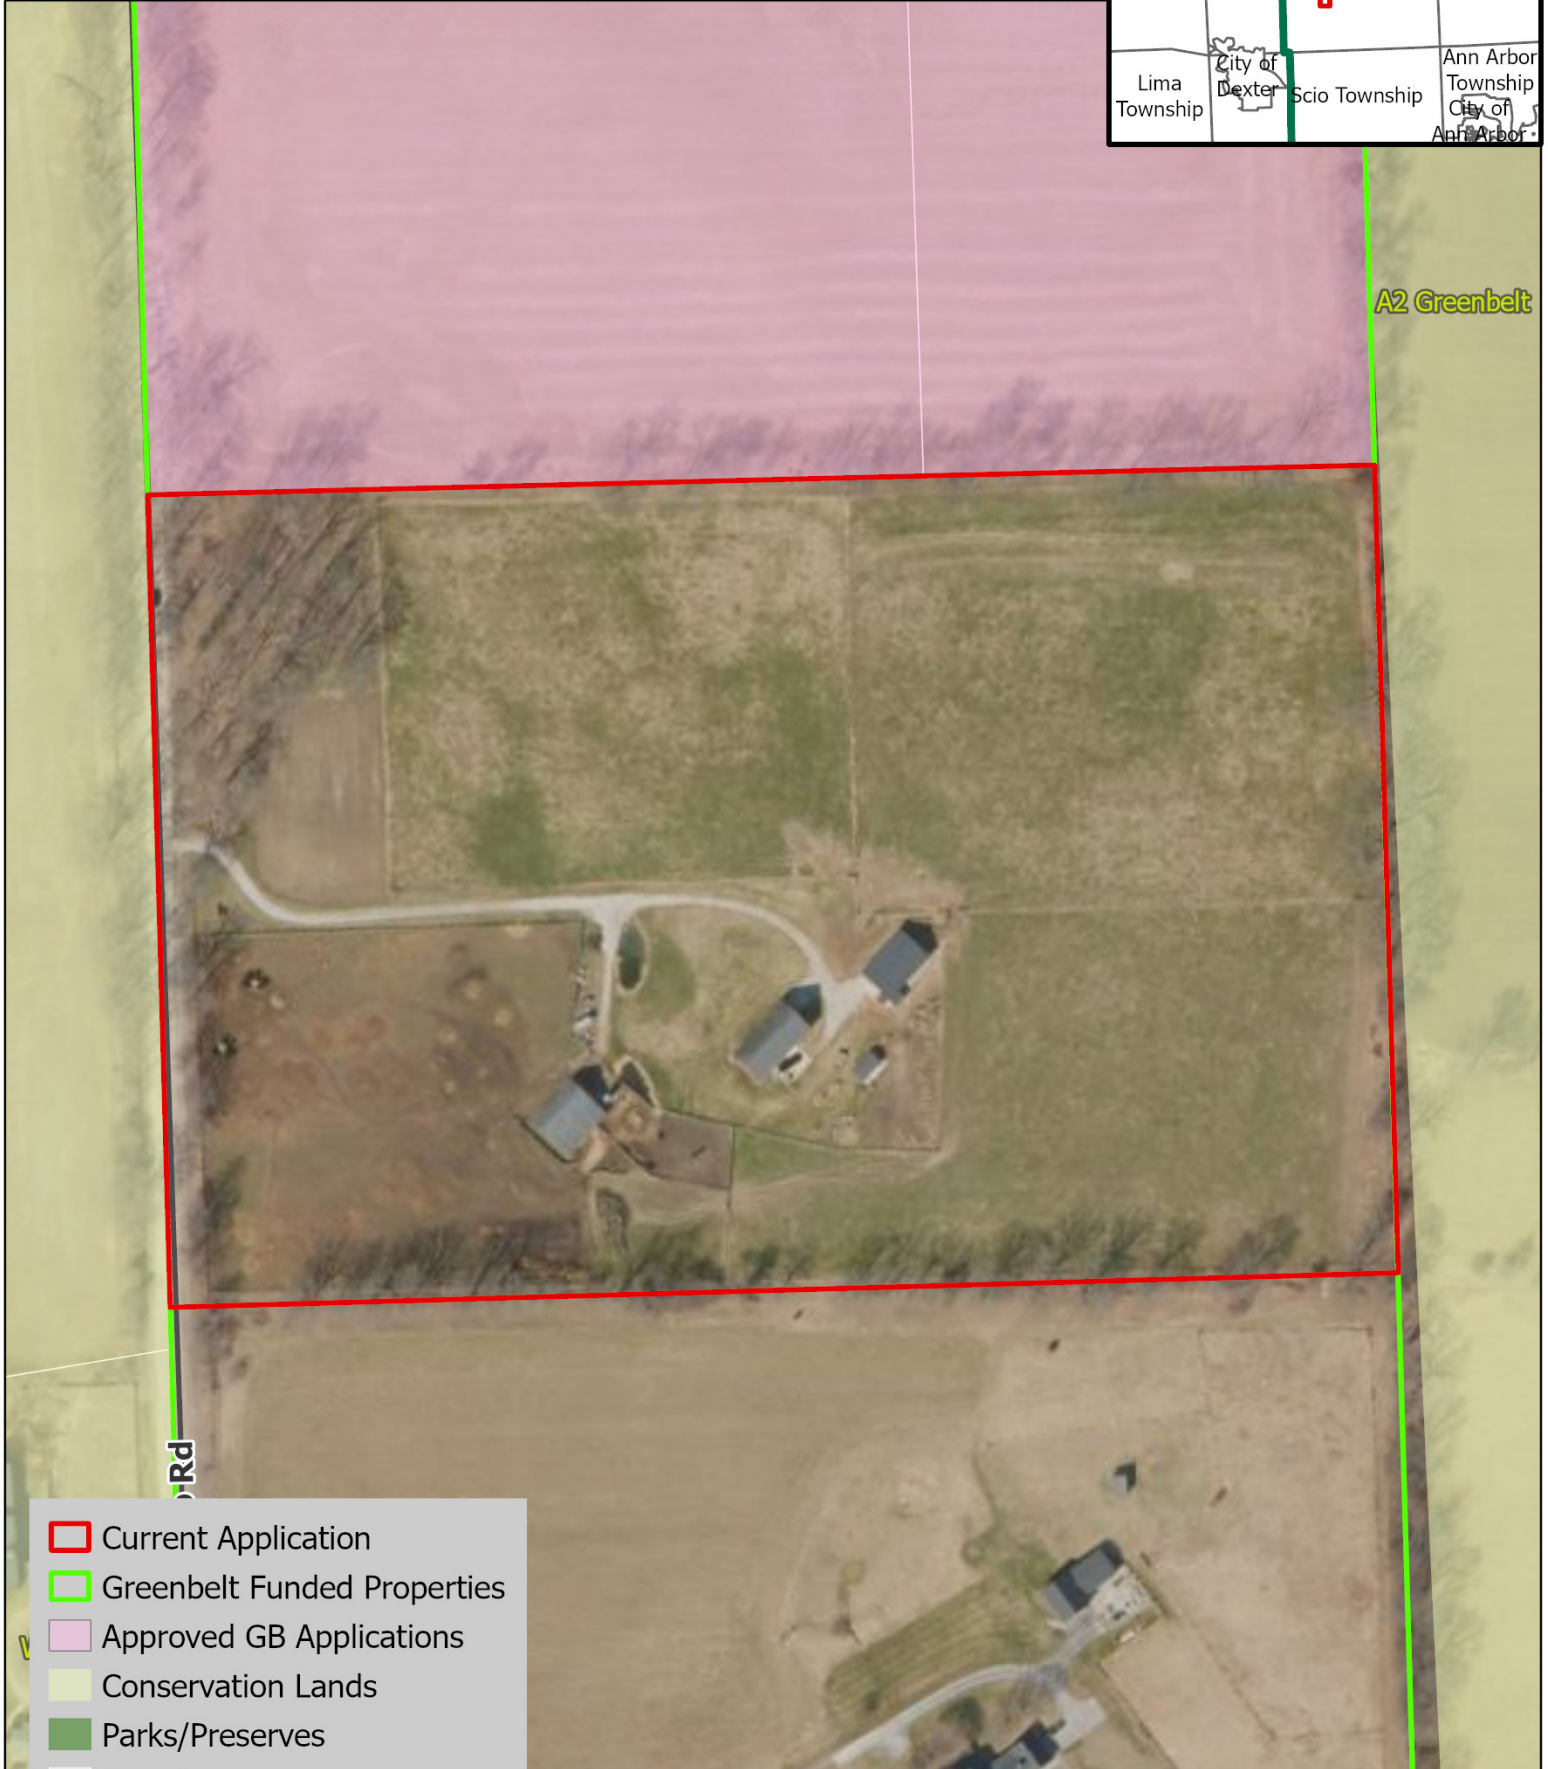 Lima
Township
City of
Dexter
Scio Township
Ann Arbor
Township
City of
Ann Arbor
A2 Greenbelt
Rd
Current Application
Greenbelt Funded Properties
Approved GB Applications
Conservation Lands
Parks/Preserves